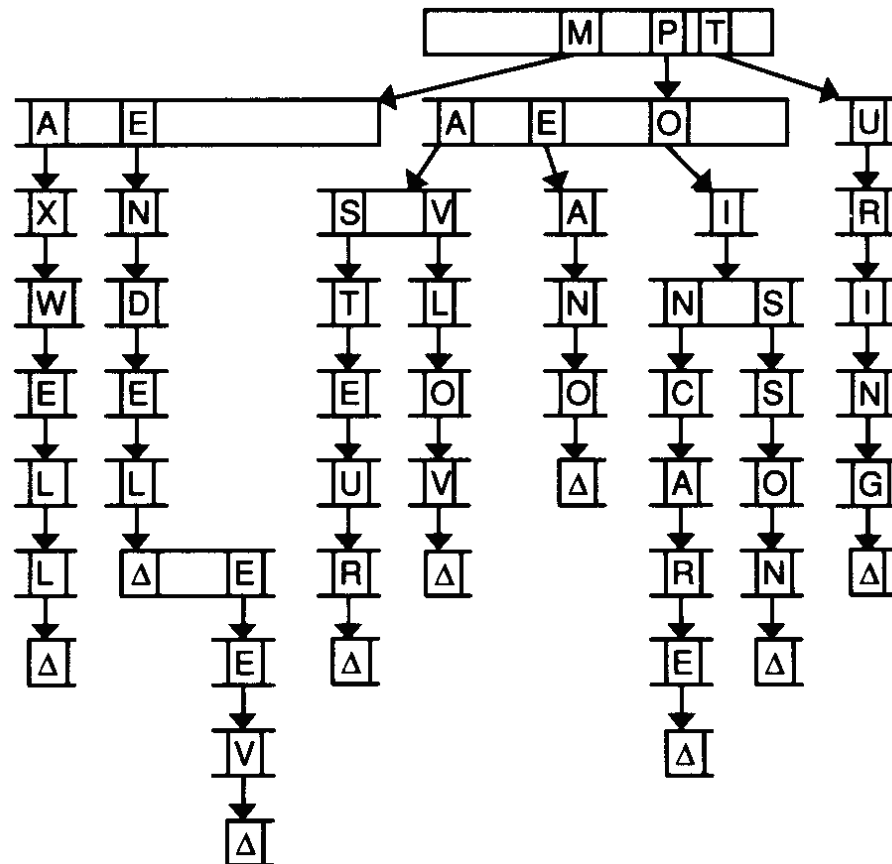 M P T
A E A E O U
X N S V A I R
W D T L N N S I
E E E O O C S N
L L U V Δ A O G
L Δ E R Δ R N Δ
Δ E Δ E Δ
V Δ
Δ